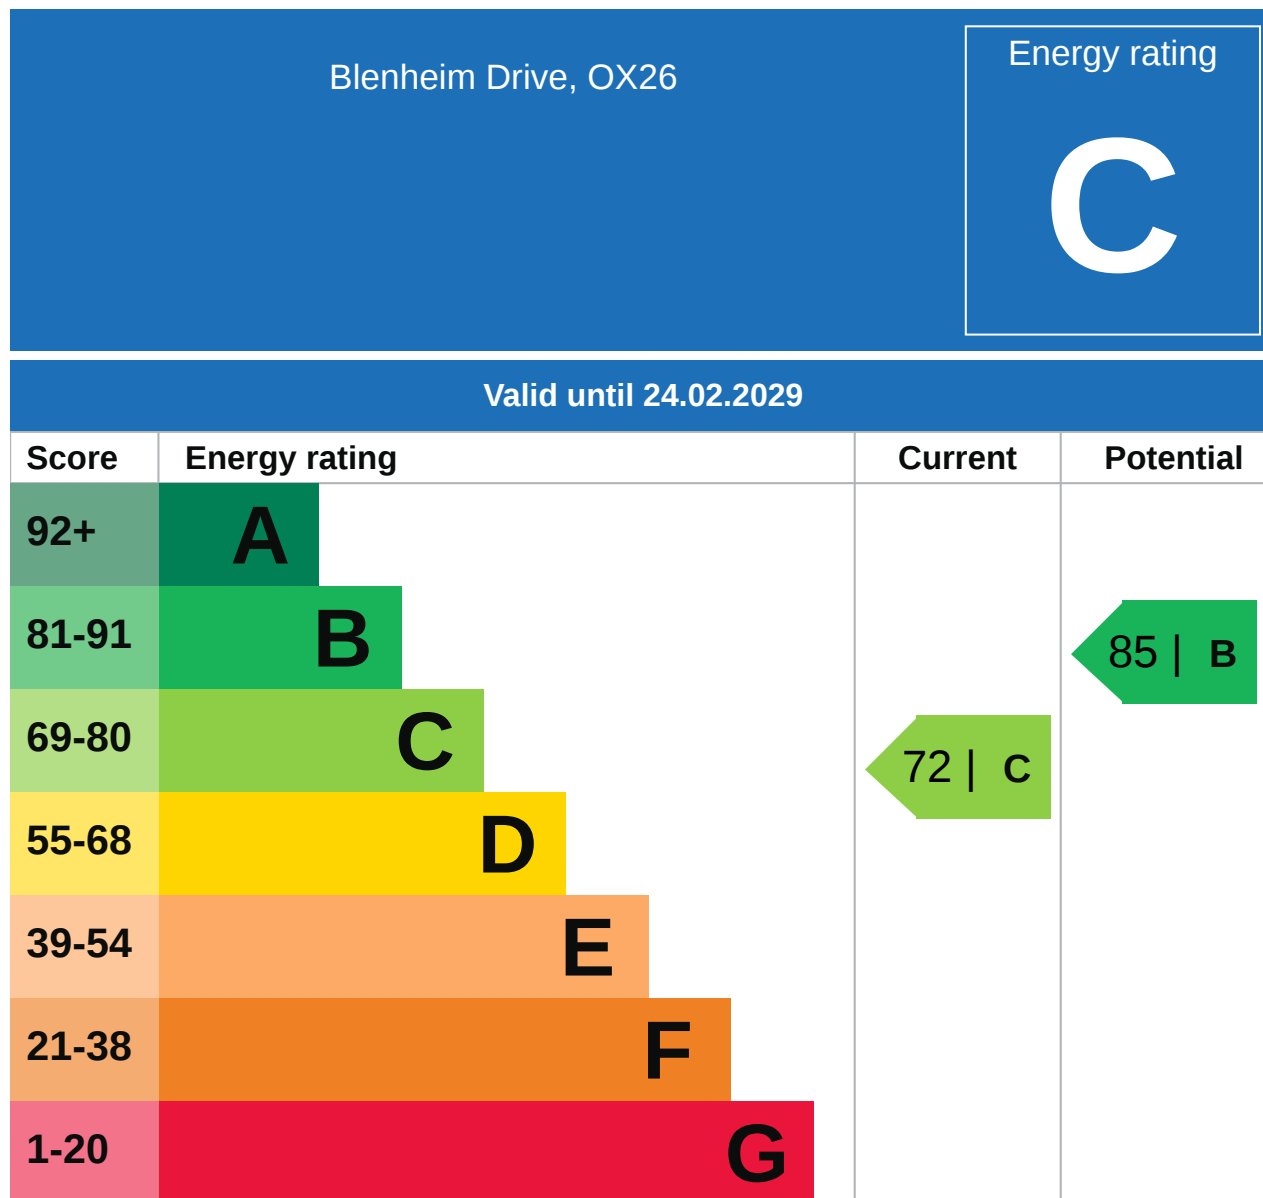 Blenheim Drive, OX26
Energy rating
C
Valid until 24.02.2029
Score Energy rating Current Potential
92+ A
81-91 B 85 | B
69-80 C 72 | C
55-68 D
39-54 E
21-38 F
1-20 G